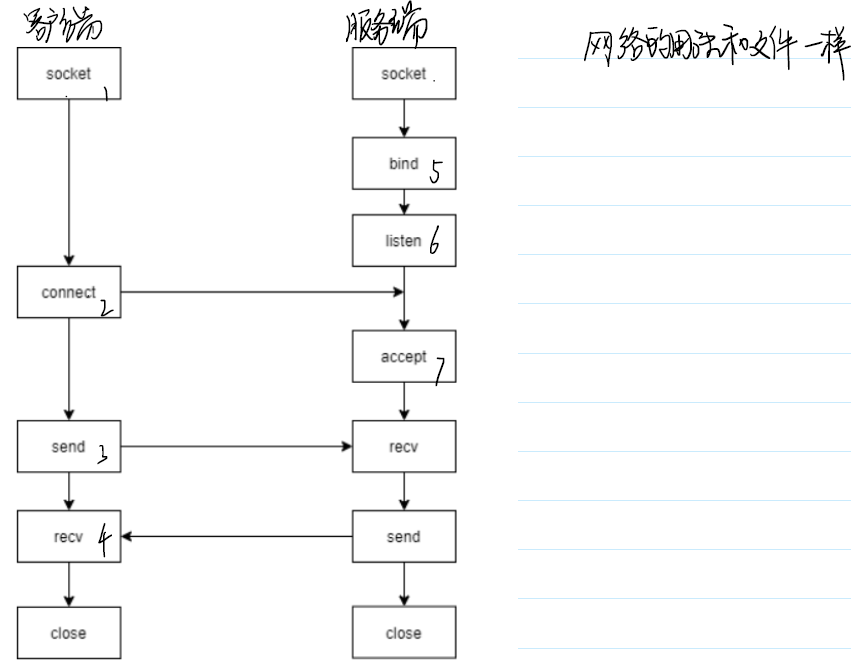 客户端 服务端
网络的用法和文件一样
socket 1 socket
bind 5
listen 6
connect 2
accept 7
send 3 recv
recv 4 send
close close